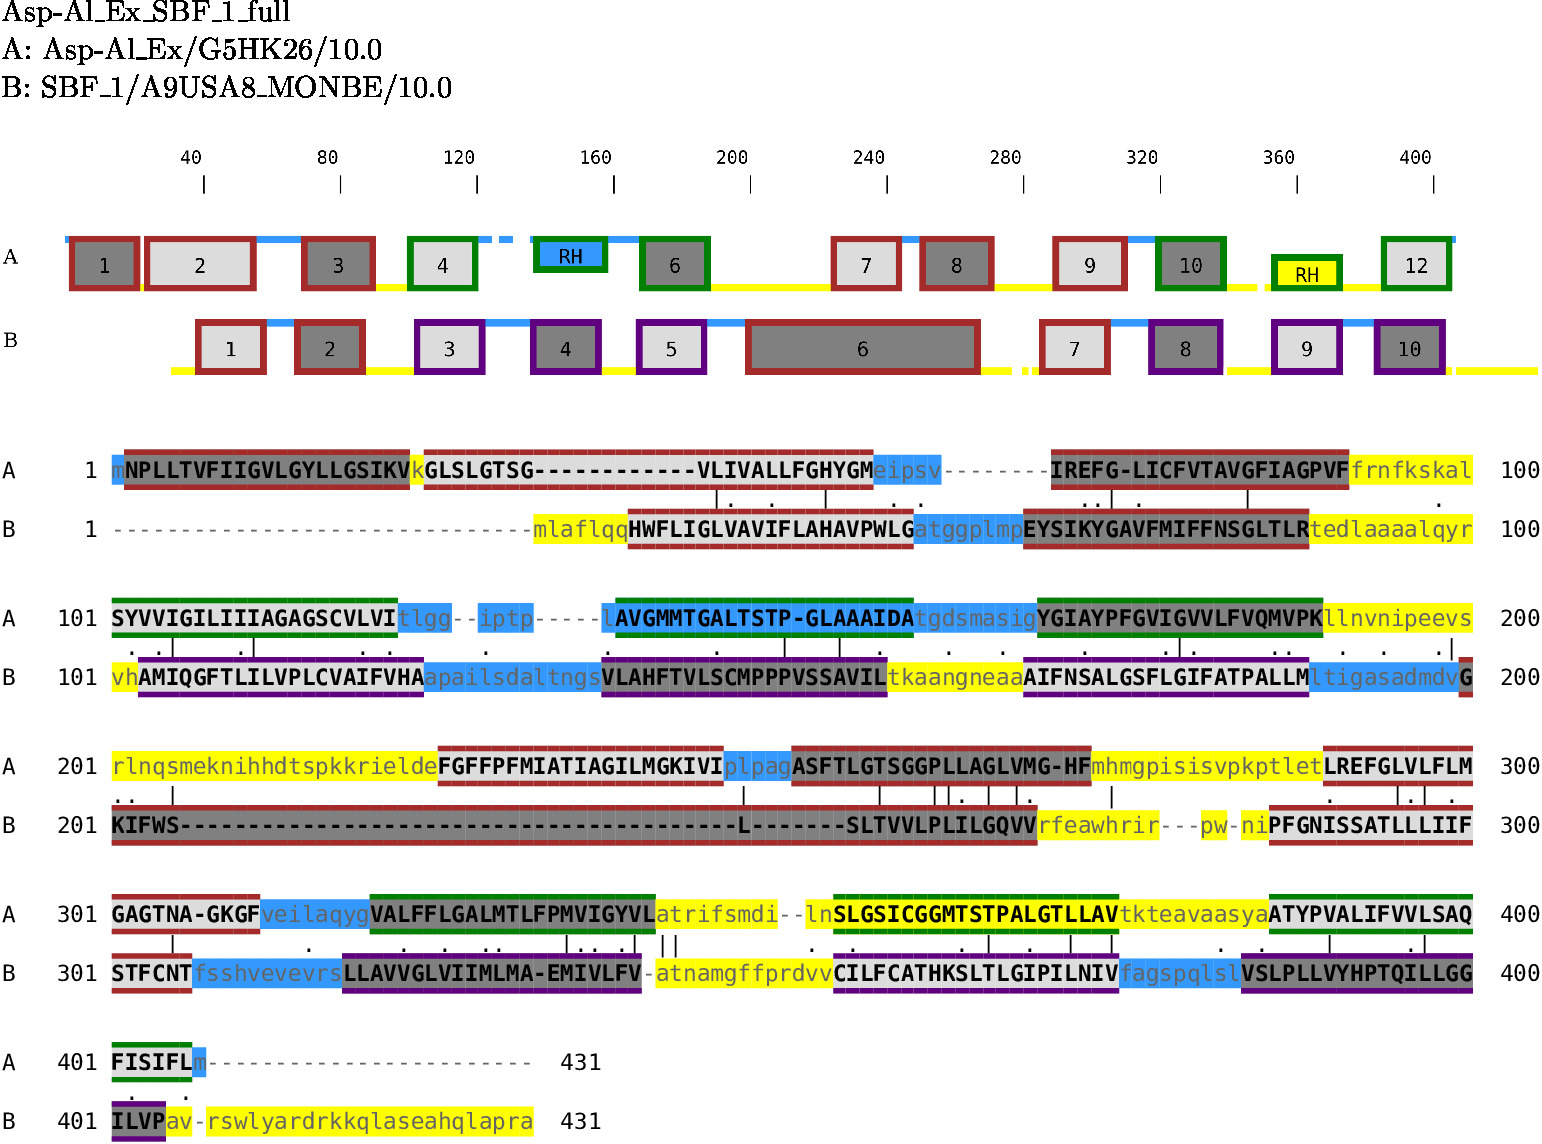 Asp-Al_Ex_SBF_1_full
A: Asp-Al_Ex/G5HK26/10.0
B: SBF_1/A9USA8_MONBE/10.0
40 80 120 160 200 240 280 320 360 400
A 1 2 3 4 RH 6 7 8 9 10 RH 12
B 1 2 3 4 5 6 7 8 9 10
A 1 mNPLLTVFIIGVLGYLLGSIKVkGLSLGTSG------------VLIVALLFGHYGMeipsv--------IREFG-LICFVTAVGFIAGPVFfrnfkskal 100
B 1 -------------------------------mlaflqqHWFLIGLVAVIFLAHAVPWLGatggplmpEYSIKYGAVFMIFFNSGLTLRtedlaaaalqyr 100
A 101 SYVVIGILIIIAGAGSCVLVItlgg--iptp-----lAVGMMTGALTSTP-GLAAAIDAtgdsmasigYGIAYPFGVIGVVLFVQMVPKllnvnipeevs 200
B 101 vhAMIQGFTLILVPLCVAIFVHAapailsdaltngsVLAHFTVLSCMPPPVSSAVILtkaangneaaAIFNSALGSFLGIFATPALLMltigasadmdvG 200
A 201 rlnqsmeknihhdtspkkrieldeFGFFPFMIATIAGILMGKIVIplpagASFTLGTSGGPLLAGLVMG-HFmhmgpisisvpkptletLREFGLVLFLM 300
B 201 KIFWS-----------------------------------------L-------SLTVVLPLILGQVVrfeawhrir---pw-niPFGNISSATLLLIIF 300
A 301 GAGTNA-GKGFveilaqygVALFFLGALMTLFPMVIGYVLatrifsmdi--lnSLGSICGGMTSTPALGTLLAVtkteavaasyaATYPVALIFVVLSAQ 400
B 301 STFCNTfsshvevevrsLLAVVGLVIIMLMA-EMIVLFV-atnamgffprdvvCILFCATHKSLTLGIPILNIVfagspqlslVSLPLLVYHPTQILLGG 400
A 401 FISIFLm------------------------ 431
B 401 ILVPav-rswlyardrkkqlaseahqlapra 431